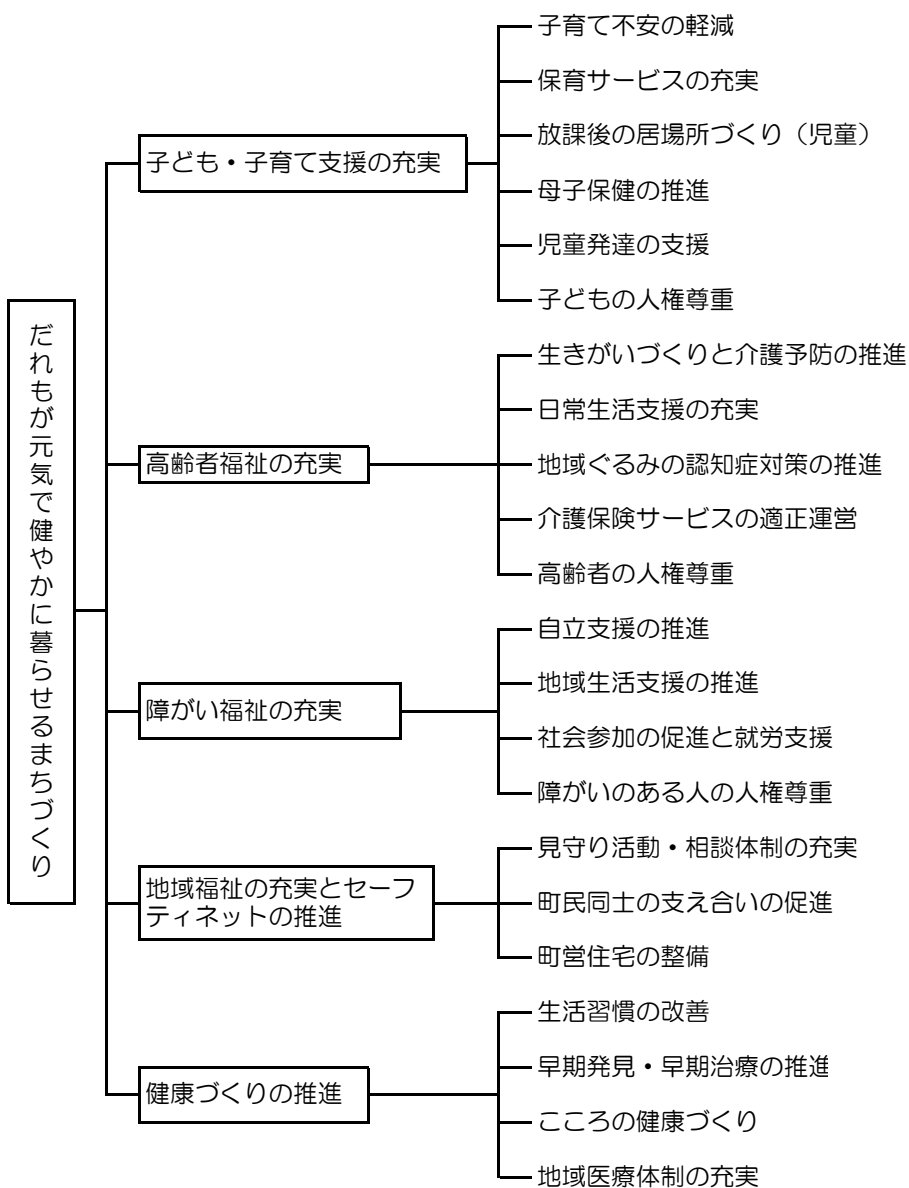 だれもが元気で健やかに暮らせるまちづくり
子ども・子育て支援の充実
子育て不安の軽減
保育サービスの充実
放課後の居場所づくり（児童）
母子保健の推進
児童発達の支援
子どもの人権尊重
高齢者福祉の充実
生きがいづくりと介護予防の推進
日常生活支援の充実
地域ぐるみの認知症対策の推進
介護保険サービスの適正運営
高齢者の人権尊重
障がい福祉の充実
自立支援の推進
地域生活支援の推進
社会参加の促進と就労支援
障がいのある人の人権尊重
地域福祉の充実とセーフ
ティネットの推進
見守り活動・相談体制の充実
町民同士の支え合いの促進
町営住宅の整備
健康づくりの推進
生活習慣の改善
早期発見・早期治療の推進
こころの健康づくり
地域医療体制の充実